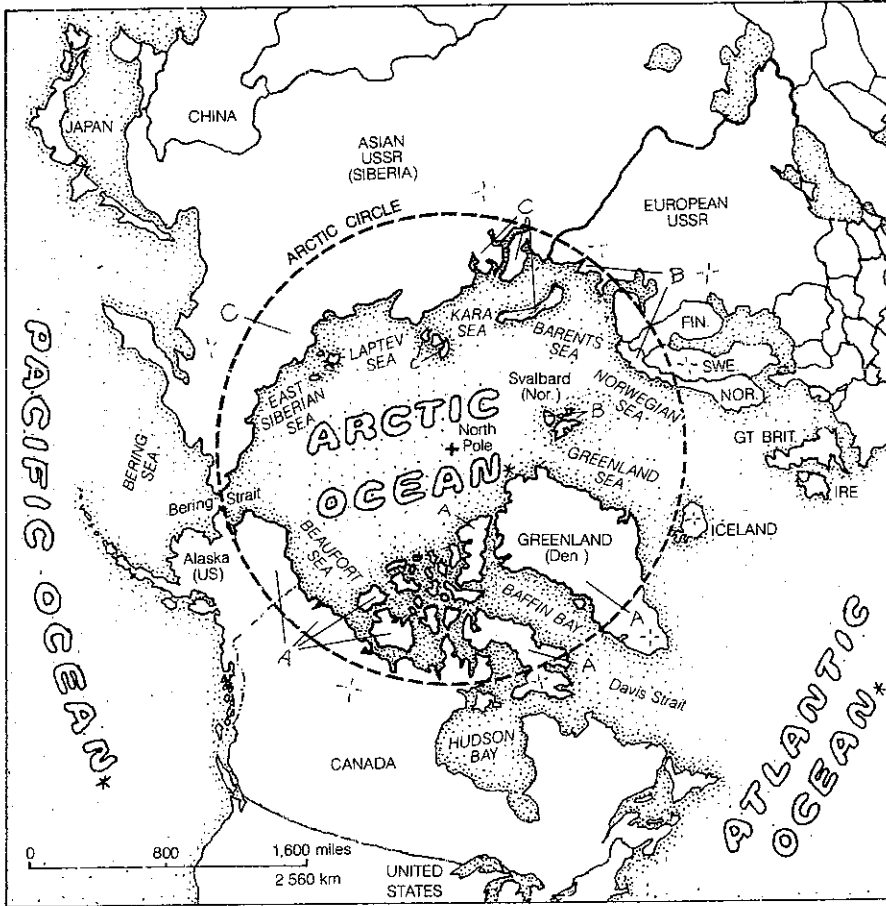 CHINA
JAPAN
ASIAN
USSR
(SIBERIA)
EUROPEAN
USSR
ARCTIC CIRCLE
C
B
C
KARA
SEA
LAPTEV
SEA
BARENTS
SEA
FIN.
SWE
NOR.
EAST
SIBERIAN
SEA
Svalbard
(Nor.)
B
NORWEGIAN
SEA
ARCTIC
OCEAN*
North
Pole
GREENLAND
SEA
GT BRIT.
IRE
ICELAND
PACIFIC OCEAN*
BERING
SEA
Bering Strait
A
Alaska
(US)
BEAUFORT
SEA
GREENLAND
(Den )
BAFFIN BAY
A
A
A
Davis Strait
HUDSON
BAY
CANADA
ATLANTIC
OCEAN*
0 800 1,600 miles
2 560 km
UNITED
STATES